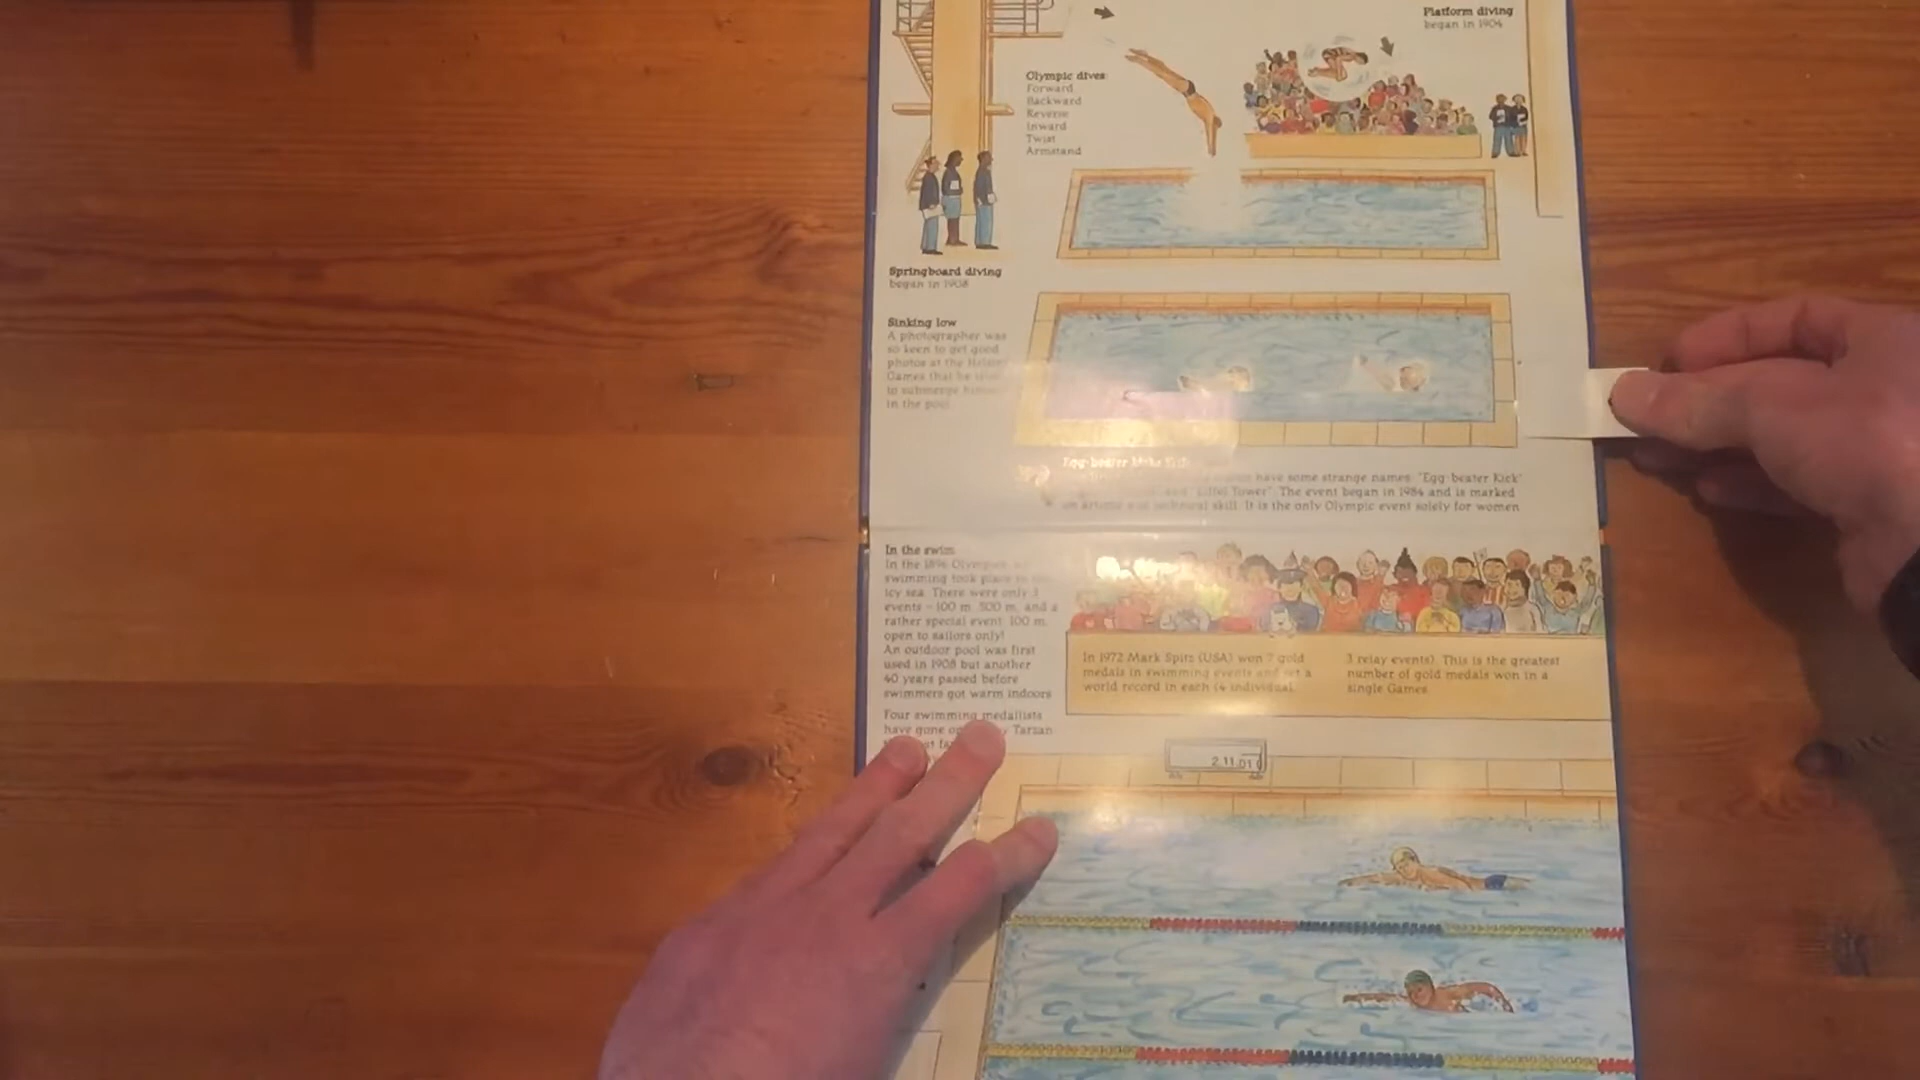 Platform diving
began in 1904
Olympic dives:
Forward
Backward
Reverse
Inward
Twist
Armstand
Springboard diving
began in 1908
Sinking low
A photographer was
so keen to get good
photos at the
Games that he
to submerge
in the pool.
Egg-beater
have some strange names: "Egg-beater Kick"
and "Eiffel Tower". The event began in 1984 and is marked
on artistic and technical skill. It is the only Olympic event solely for women
In the swim
In the 1896 Olympics,
swimming took place in
icy sea. There were only 3
events – 100 m, 500 m, and a
rather special event: 100 m,
open to sailors only!
An outdoor pool was first
used in 1908 but another
40 years passed before
swimmers got warm indoors
Four swimming medallists
have gone Tarzan
In 1972 Mark Spitz (USA) won 7 gold
medals in swimming events and set a
world record in each (4 individual,
3 relay events). This is the greatest
number of gold medals won in a
single Games.
2.11.01